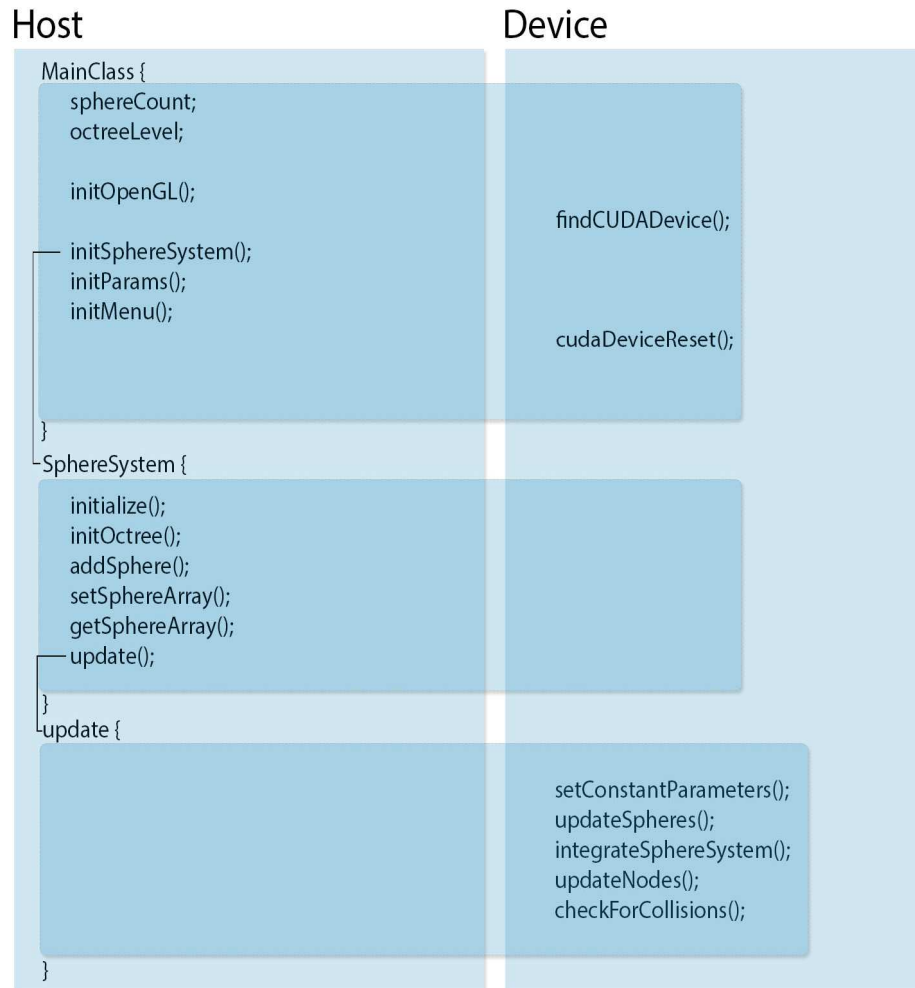 Host
Device
MainClass {
sphereCount;
octreeLevel;
initOpenGL();
findCUDADevice();
initSphereSystem();
initParams();
initMenu();
cudaDeviceReset();
}
SphereSystem {
initialize();
initOctree();
addSphere();
setSphereArray();
getSphereArray();
update();
}
update {
setConstantParameters();
updateSpheres();
integrateSphereSystem();
updateNodes();
checkForCollisions();
}